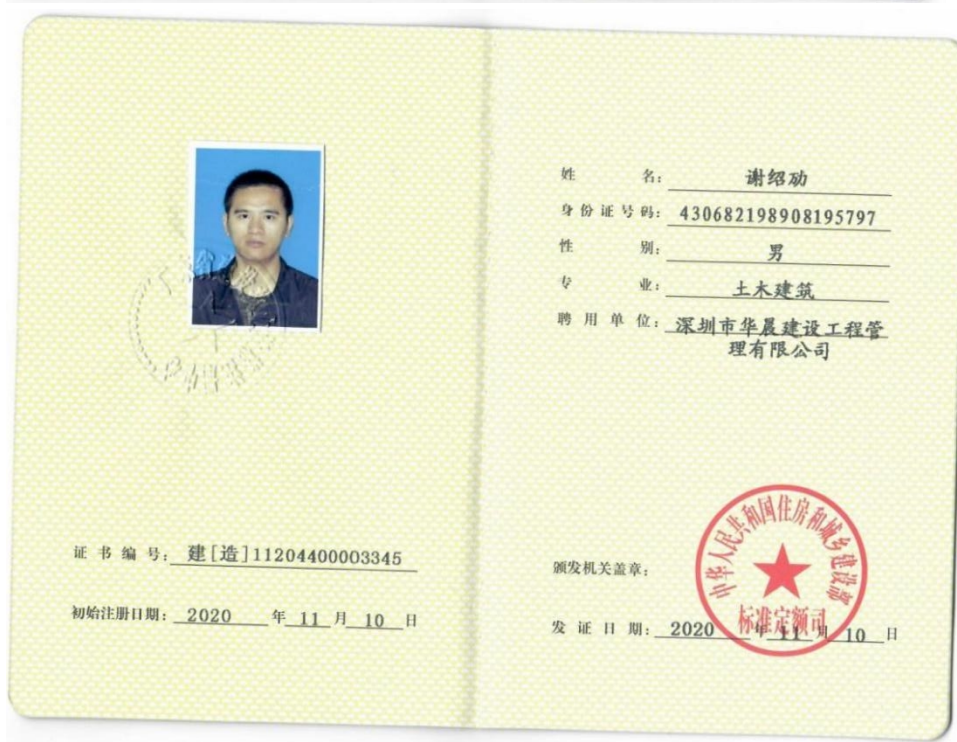 姓 名: 谢绍劢
身份证号码: 430682198908195797
性 别: 男
专 业: 土木建筑
聘用单位: 深圳市华晨建设工程管
理有限公司
证书编号: 建[造]11204400003345
初始注册日期: 2020 年 11 月 10 日
中华人民共和国住房和城乡建设部
标准定额司
颁发机关盖章:
发证日期: 2020 年 11 月 10 日